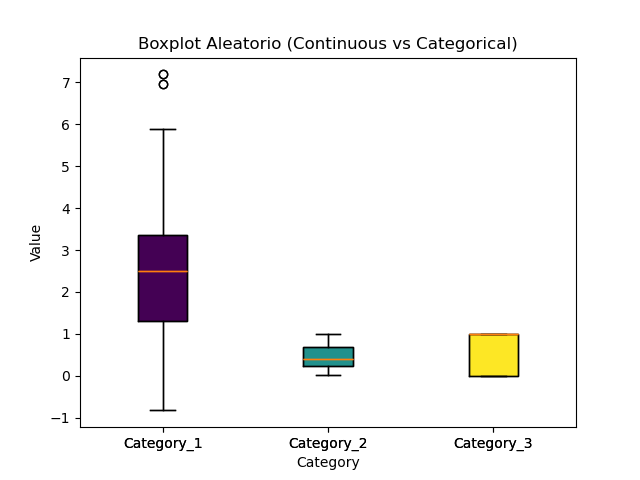 Boxplot Aleatorio (Continuous vs Categorical)
Value
7
6
5
4
3
2
1
0
−1
Category_1 Category_2 Category_3
Category